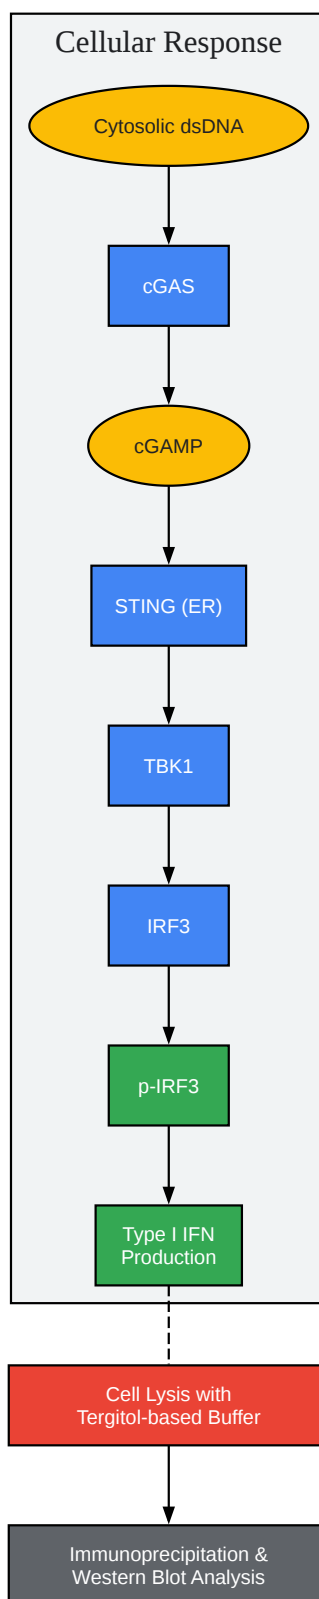 Cellular Response
Cytosolic dsDNA
cGAS
cGAMP
STING (ER)
TBK1
IRF3
p-IRF3
Type I IFN
Production
Cell Lysis with
Tergitol-based Buffer
Immunoprecipitation &
Western Blot Analysis